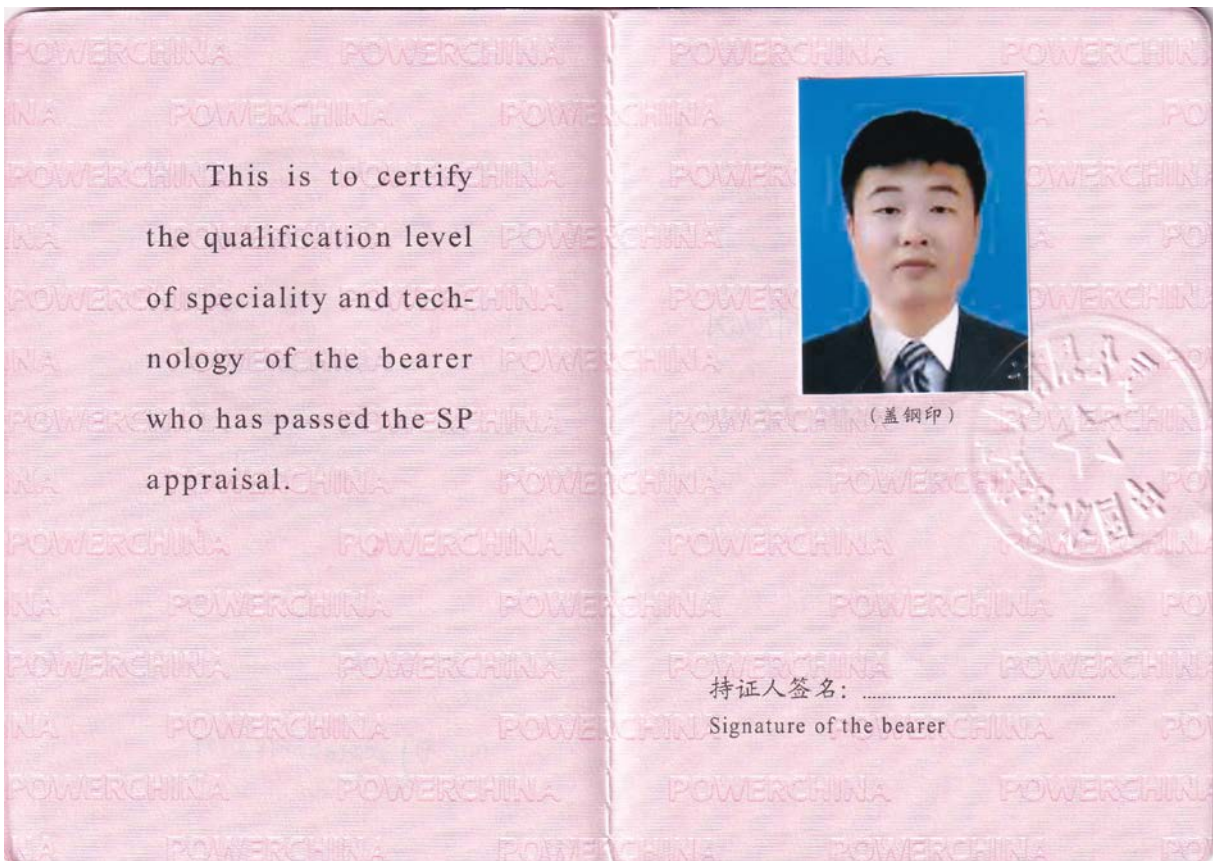 This is to certify
the qualification level
of speciality and tech-
nology of the bearer
who has passed the SP
appraisal.
(盖钢印)
持证人签名：
Signature of the bearer
POWERCHINA